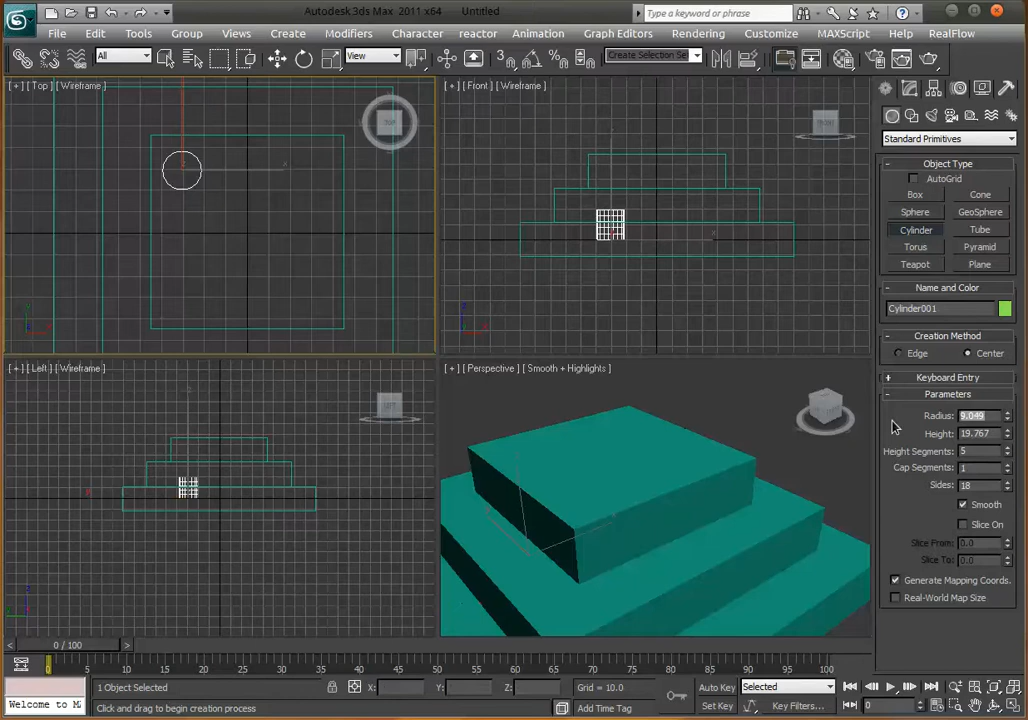 Autodesk 3ds Max 2011 x64 Untitled
Type a keyword or phrase
File Edit Tools Group Views Create Modifiers Character reactor Animation Graph Editors Rendering Customize MAXScript RealFlow Help
All View Create Selection Se
[+] [Top] [Wireframe]
TOP
[+] [Front] [Wireframe]
FRONT
[+] [Left] [Wireframe]
LEFT
[+] [Perspective] [Smooth + Highlights]
Standard Primitives
Object Type
AutoGrid
Box Cone
Sphere GeoSphere
Cylinder Tube
Torus Pyramid
Teapot Plane
Name and Color
Cylinder001
Creation Method
Edge Center
Keyboard Entry
Parameters
Radius: 9.049
Height: 19.767
Height Segments: 5
Cap Segments: 1
Sides: 18
Smooth
Slice On
Slice From: 0.0
Slice To: 0.0
Generate Mapping Coords.
Real-World Map Size
0 / 100
0 5 10 15 20 25 30 35 40 45 50 55 60 65 70 75 80 85 90 95 100
1 Object Selected X: Y: Z: Grid = 10.0 Auto Key Selected
Welcome to M Click and drag to begin creation process Add Time Tag Set Key Key Filters... 0